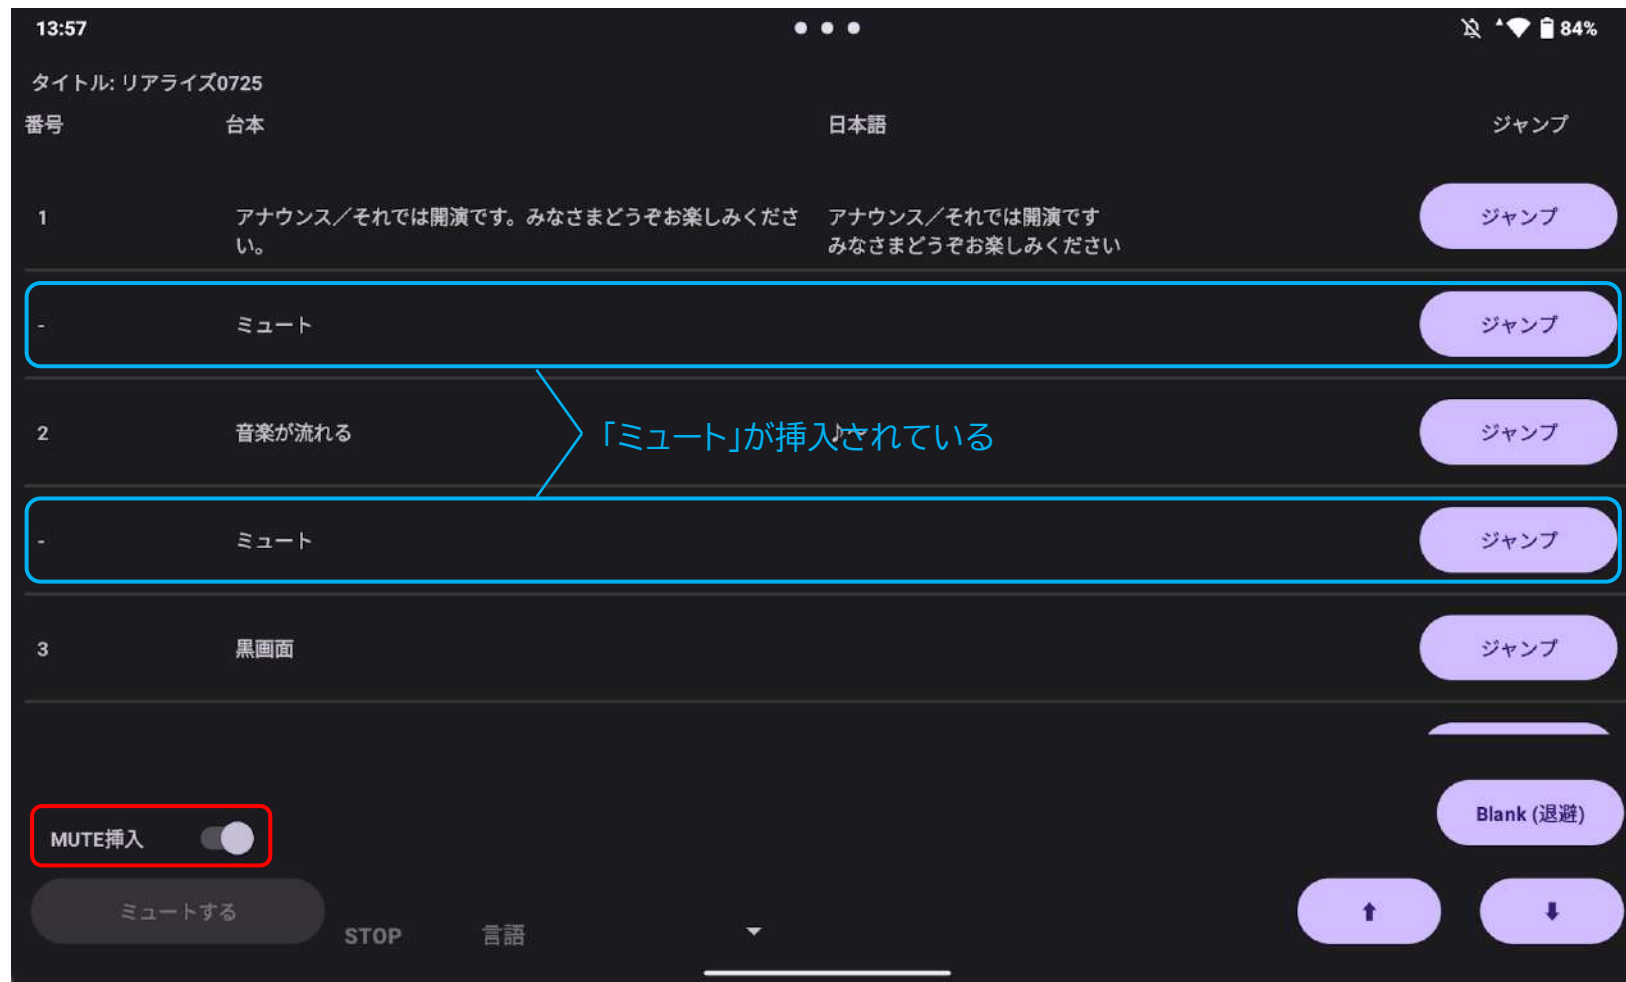 13:57
84%
タイトル: リアライズ0725
番号 台本 日本語 ジャンプ
1 アナウンス／それでは開演です。みなさまどうぞお楽しみくださ アナウンス／それでは開演です ジャンプ
い。 みなさまどうぞお楽しみください
- ミュート ジャンプ
2 音楽が流れる ♪～ ジャンプ
「ミュート」が挿入されている
- ミュート ジャンプ
3 黒画面 ジャンプ
Blank (退避)
MUTE挿入
ミュートする STOP 言語 ⬆ ⬇